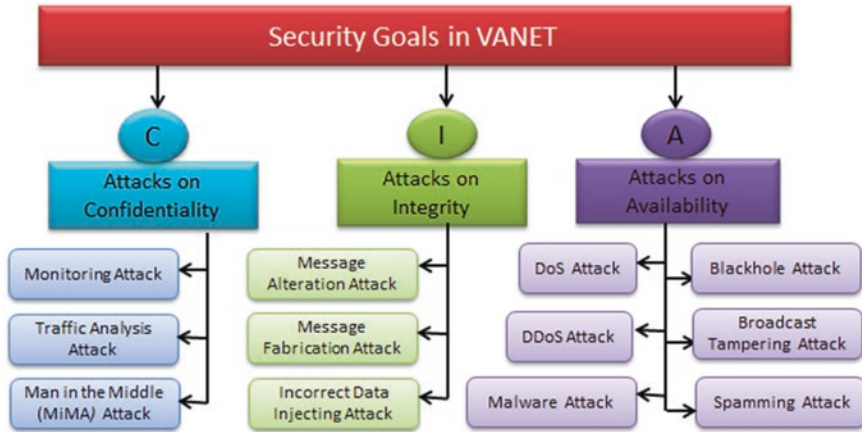 Security Goals in VANET
C
Attacks on
Confidentiality
Monitoring Attack
Traffic Analysis
Attack
Man in the Middle
(MiMA) Attack
I
Attacks on
Integrity
Message
Alteration Attack
Message
Fabrication Attack
Incorrect Data
Injecting Attack
A
Attacks on
Availability
DoS Attack
DDoS Attack
Malware Attack
Blackhole Attack
Broadcast
Tampering Attack
Spamming Attack